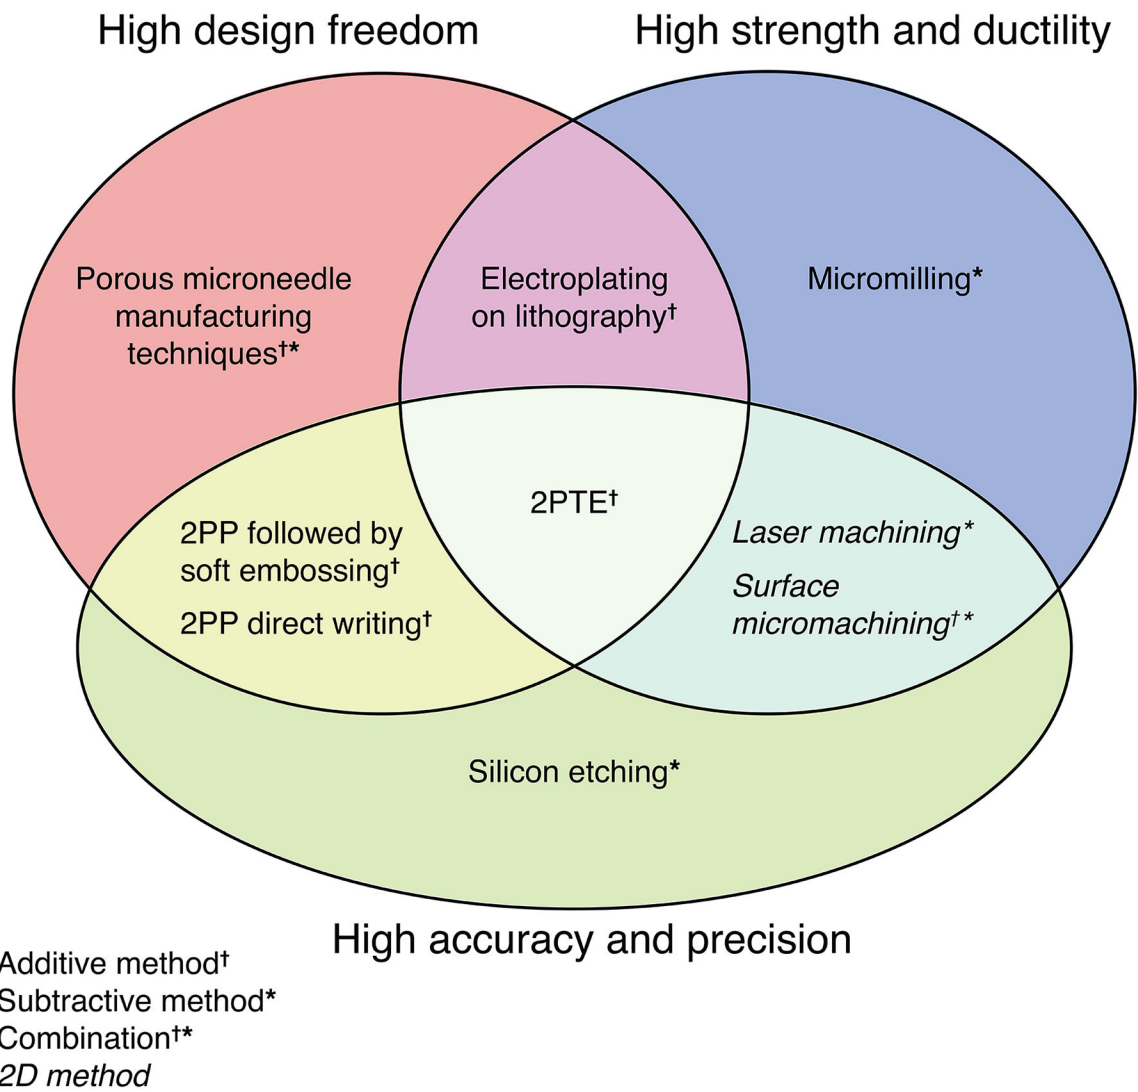 High design freedom
High strength and ductility
Porous microneedle
manufacturing
techniques†*
Electroplating
on lithography†
Micromilling*
2PP followed by
soft embossing†
2PP direct writing†
2PTE†
Laser machining*
Surface
micromachining†*
Silicon etching*
High accuracy and precision
Additive method†
Subtractive method*
Combination†*
2D method